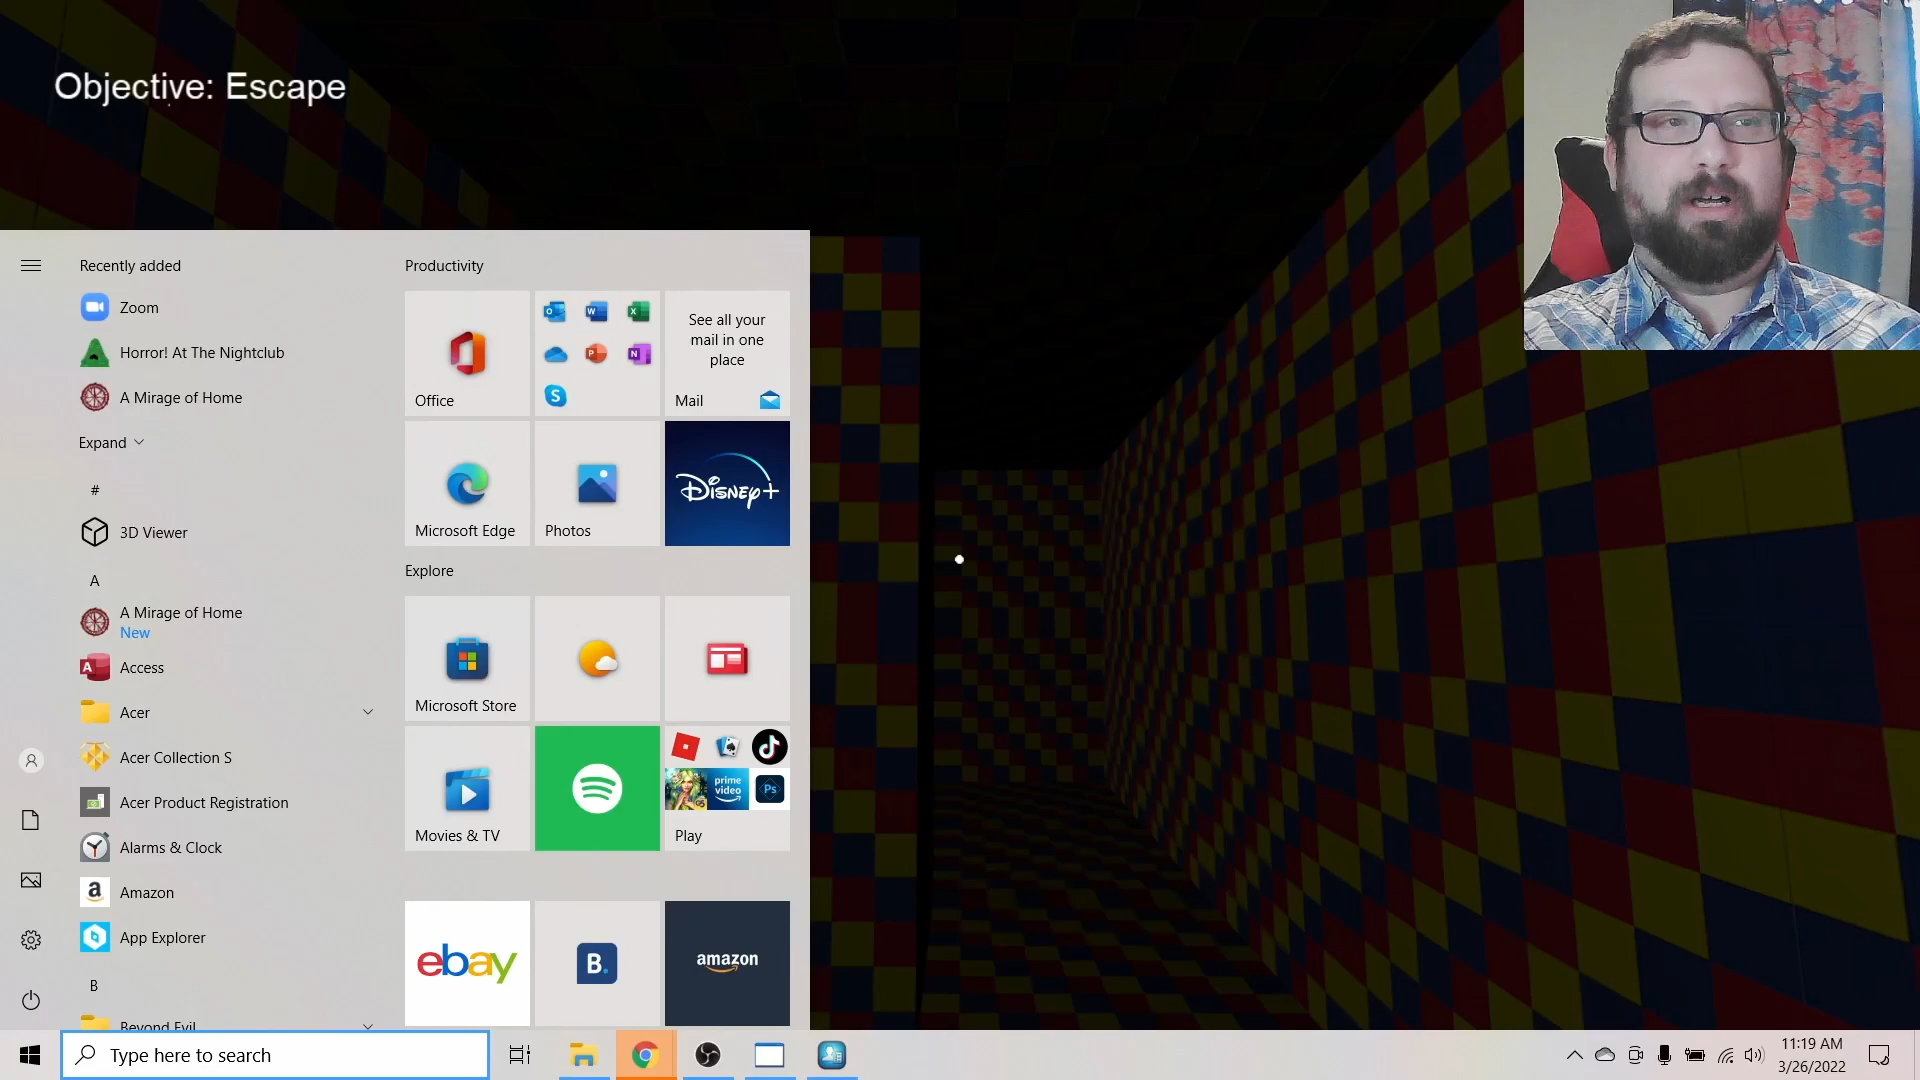 Objective: Escape
Recently added
Zoom
Horror! At The Nightclub
A Mirage of Home
Expand
#
3D Viewer
A
A Mirage of Home
New
Access
Acer
Acer Collection S
Acer Product Registration
Alarms & Clock
Amazon
App Explorer
B
Beyond Evil
Productivity
Office
See all your
mail in one
place
Mail
Microsoft Edge
Photos
Disney+
Explore
Microsoft Store
Movies & TV
prime
video
Ps
Play
ebay
B.
amazon
Type here to search
11:19 AM
3/26/2022